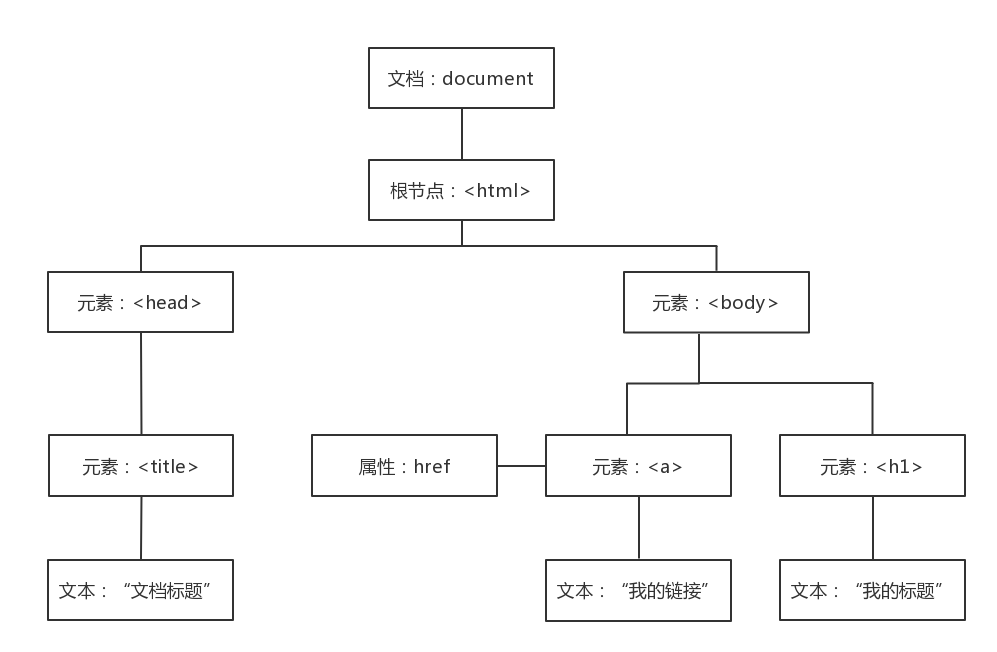 文档：document
根节点：<html>
元素：<head>
元素：<body>
元素：<title>
属性：href
元素：<a>
元素：<h1>
文本：“文档标题”
文本：“我的链接”
文本：“我的标题”